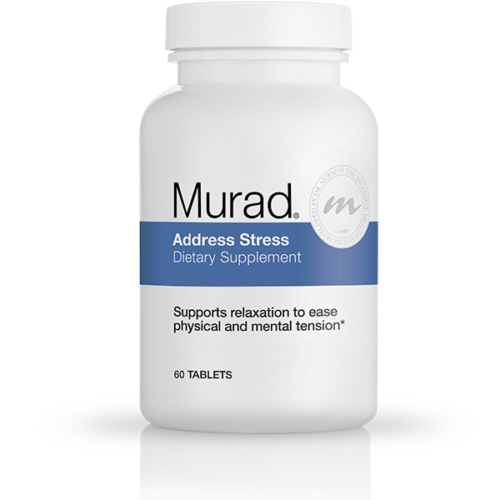 Murad®
Address Stress
Dietary Supplement
Supports relaxation to ease
physical and mental tension*
60 TABLETS
m